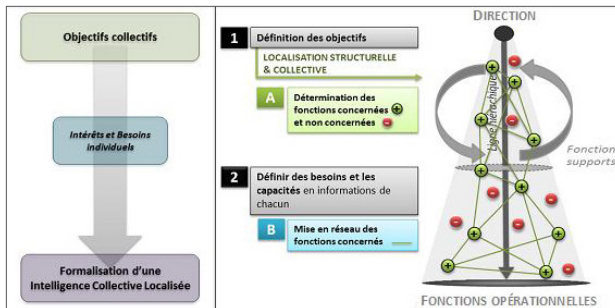 Objectifs collectifs
Intérêts et Besoins
individuels
Formalisation d'une
Intelligence Collective Localisée
1
Définition des objectifs
LOCALISATION STRUCTURELLE
& COLLECTIVE
A
Détermination des
fonctions concernées
et non concernées
2
Définir des besoins et les
capacités en informations de
chacun
B
Mise en réseau des
fonctions concernés
DIRECTION
Ligne hiérarchique
Fonction
supports
FONCTIONS OPÉRATIONNELLES